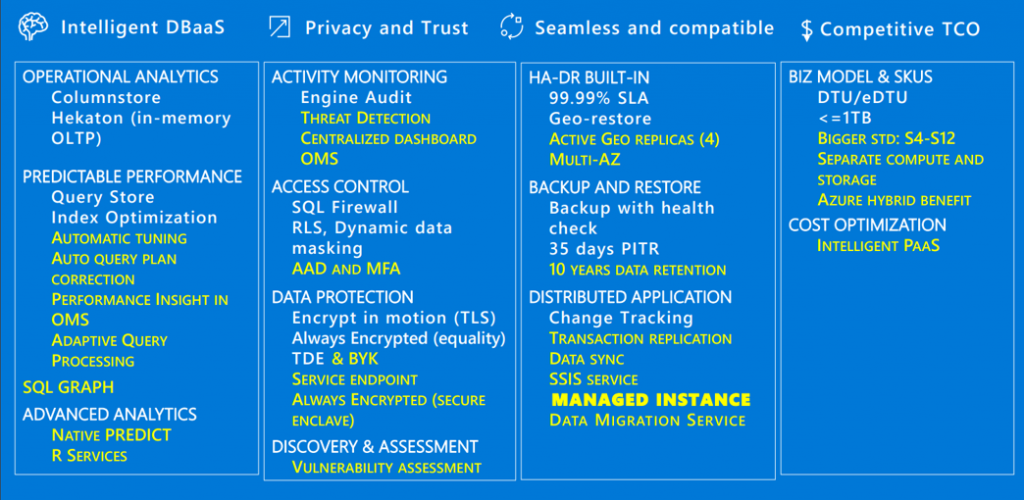 Intelligent DBaaS
OPERATIONAL ANALYTICS
Columnstore
Hekaton (in-memory
OLTP)
PREDICTABLE PERFORMANCE
Query Store
Index Optimization
AUTOMATIC TUNING
AUTO QUERY PLAN
CORRECTION
PERFORMANCE INSIGHT IN
OMS
ADAPTIVE QUERY
PROCESSING
SQL GRAPH
ADVANCED ANALYTICS
NATIVE PREDICT
R SERVICES
Privacy and Trust
ACTIVITY MONITORING
Engine Audit
THREAT DETECTION
CENTRALIZED DASHBOARD
OMS
ACCESS CONTROL
SQL Firewall
RLS, Dynamic data
masking
AAD AND MFA
DATA PROTECTION
Encrypt in motion (TLS)
Always Encrypted (equality)
TDE & BYK
SERVICE ENDPOINT
ALWAYS ENCRYPTED (SECURE
ENCLAVE)
DISCOVERY & ASSESSMENT
VULNERABILITY ASSESSMENT
Seamless and compatible
HA-DR BUILT-IN
99.99% SLA
Geo-restore
ACTIVE GEO REPLICAS (4)
MULTI-AZ
BACKUP AND RESTORE
Backup with health
check
35 days PITR
10 YEARS DATA RETENTION
DISTRIBUTED APPLICATION
Change Tracking
TRANSACTION REPLICATION
DATA SYNC
SSIS SERVICE
MANAGED INSTANCE
DATA MIGRATION SERVICE
$ Competitive TCO
BIZ MODEL & SKUS
DTU/eDTU
<=1TB
BIGGER STD: S4-S12
SEPARATE COMPUTE AND
STORAGE
AZURE HYBRID BENEFIT
COST OPTIMIZATION
INTELLIGENT PAAS